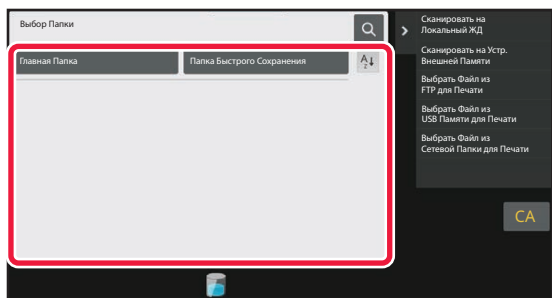 Выбор Папки
Главная Папка
Папка Быстрого Сохранения
AZ
Сканировать на
Локальный ЖД
Сканировать на Устр.
Внешней Памяти
Выбрать Файл из
FTP для Печати
Выбрать Файл из
USB Памяти для Печати
Выбрать Файл из
Сетевой Папки для Печати
CA